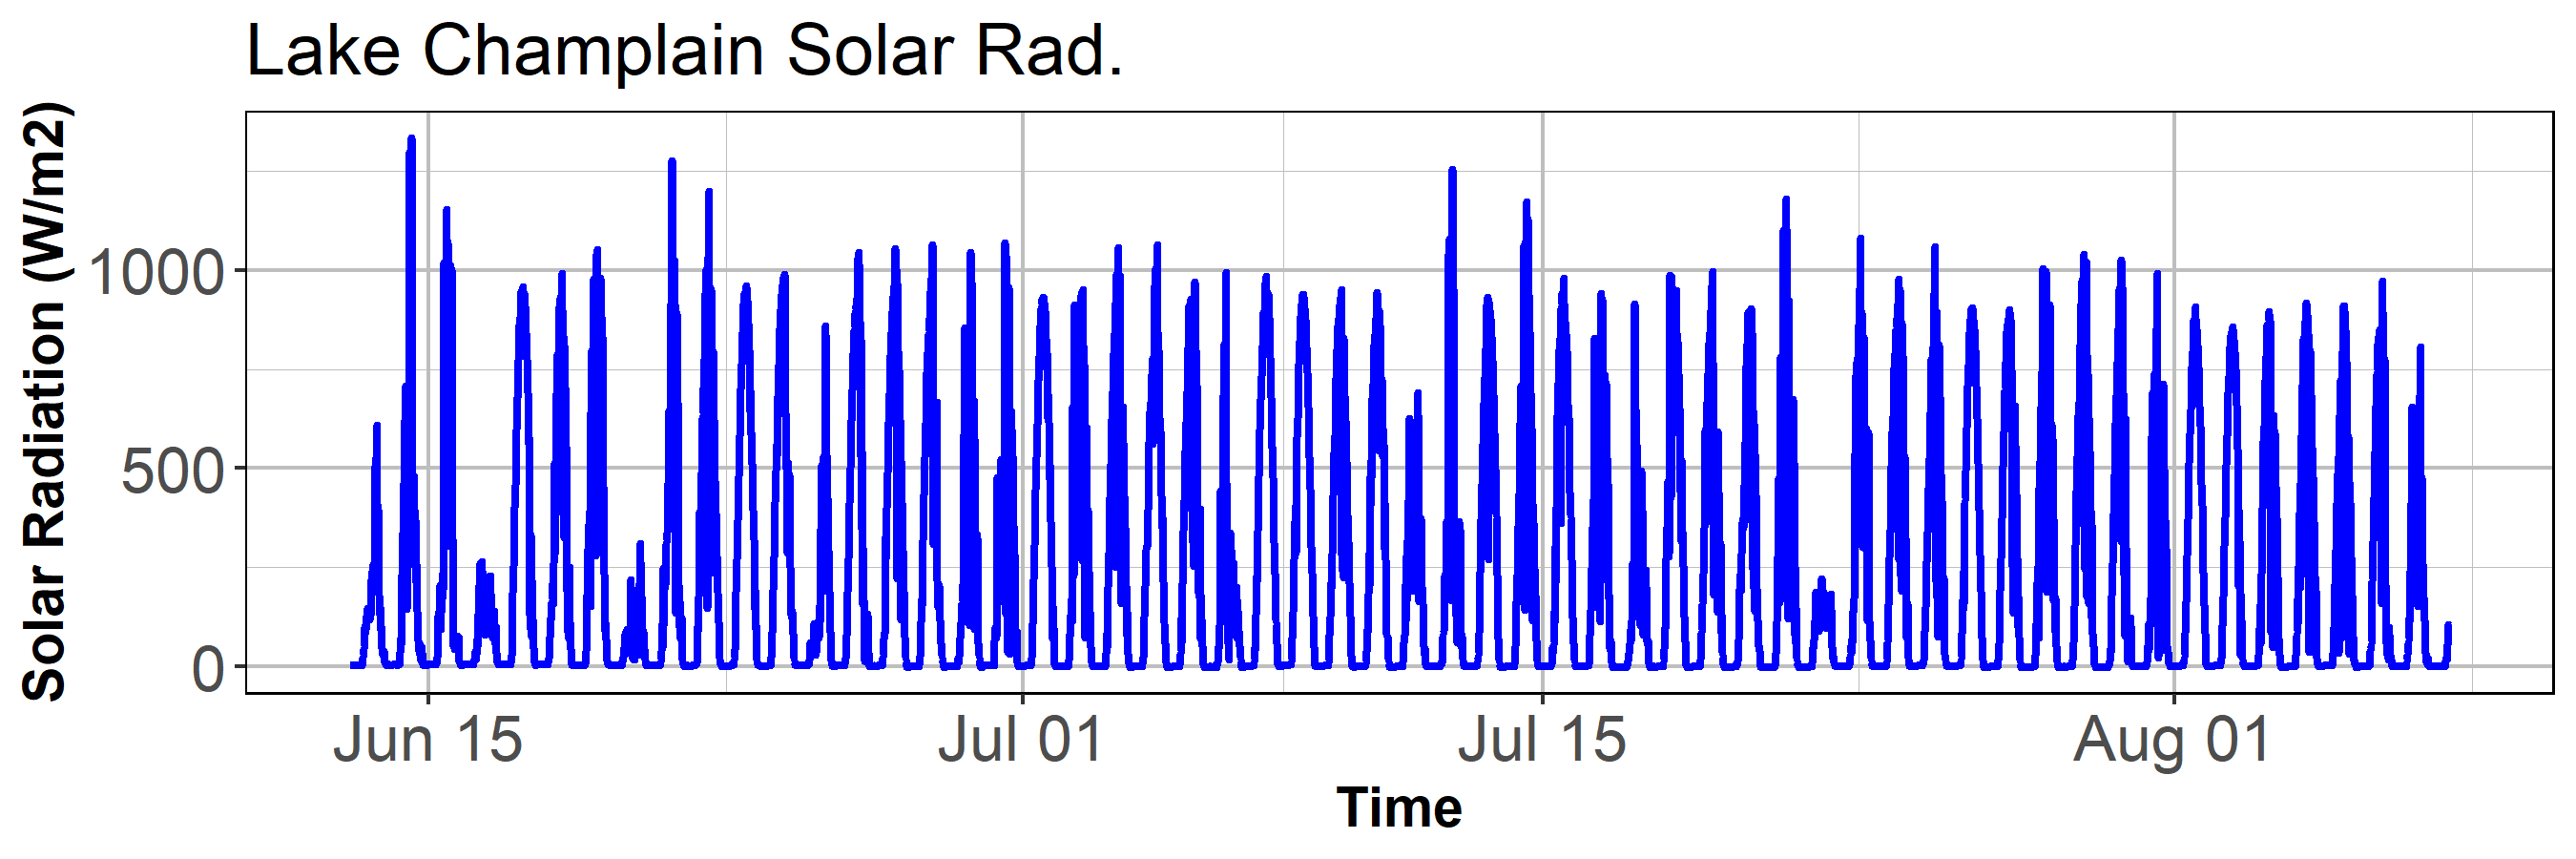 Lake Champlain Solar Rad.
Solar Radiation (W/m2)
1000
500
0
Jun 15 Jul 01 Jul 15 Aug 01
Time